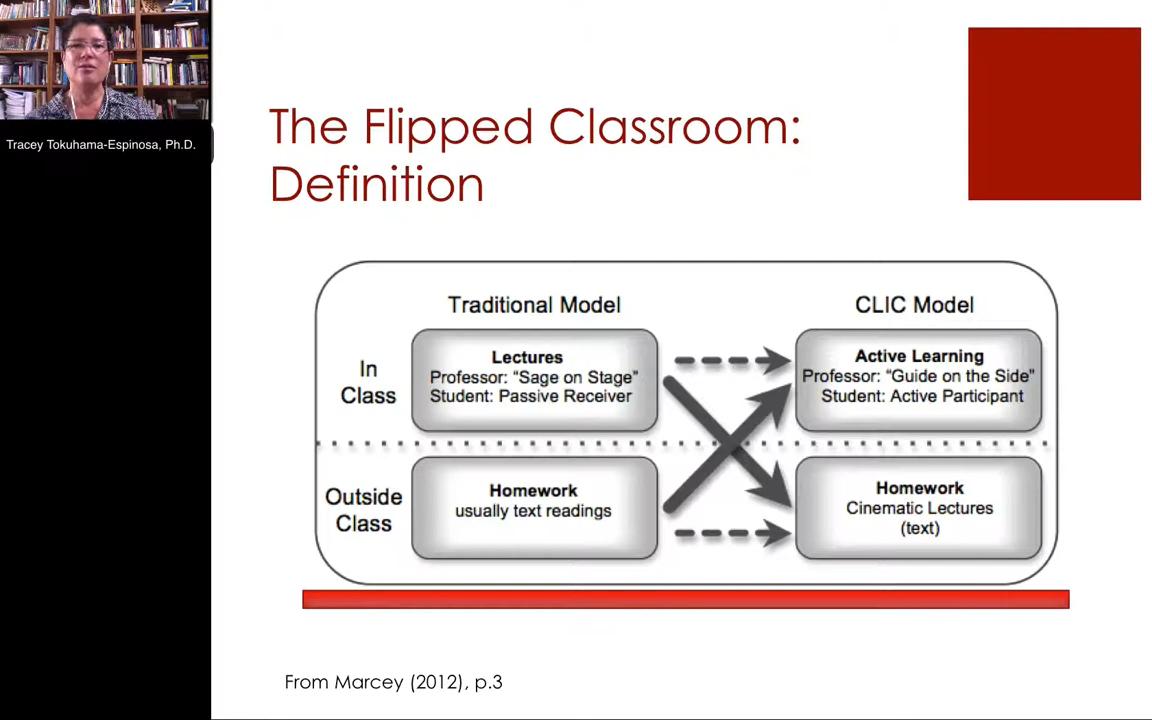 Tracey Tokuhama-Espinosa, Ph.D.
The Flipped Classroom:
Definition
Traditional Model
CLIC Model
In
Class
Lectures
Professor: “Sage on Stage”
Student: Passive Receiver
Active Learning
Professor: “Guide on the Side”
Student: Active Participant
Outside
Class
Homework
usually text readings
Homework
Cinematic Lectures
(text)
From Marcey (2012), p.3